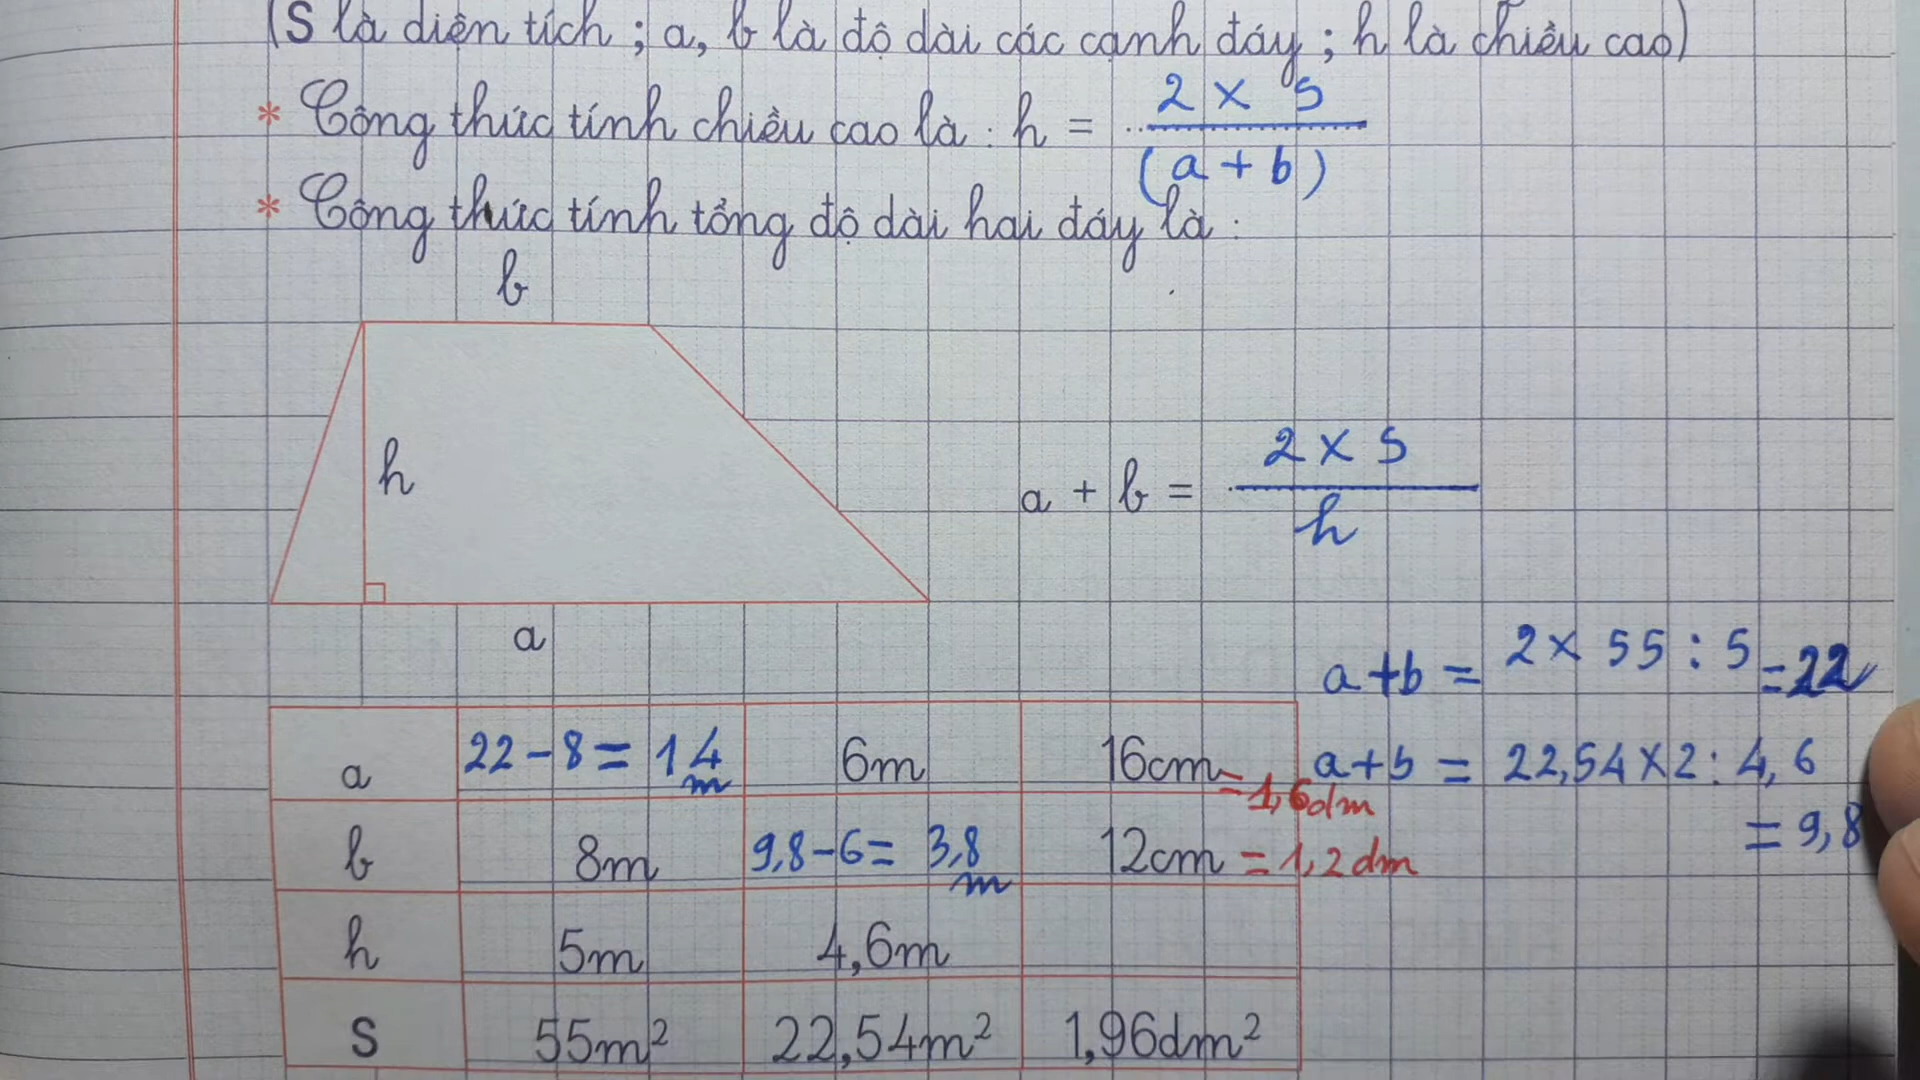 (S là diện tích ; a, b là độ dài các cạnh đáy ; h là chiều cao)
* Công thức tính chiều cao là : h = 2 x S
(a + b)
* Công thức tính tổng độ dài hai đáy là :
b
h
a + b = 2 x S
h
a
a + b = 2 x 55 : 5 = 22
a + b = 22,54 x 2 : 4,6
= 9,8
a 22 - 8 = 14 m 6m 16cm = 1,6dm
b 8m 9,8 - 6 = 3,8 m 12cm = 1,2dm
h 5m 4,6m
S 55m² 22,54m² 1,96dm²